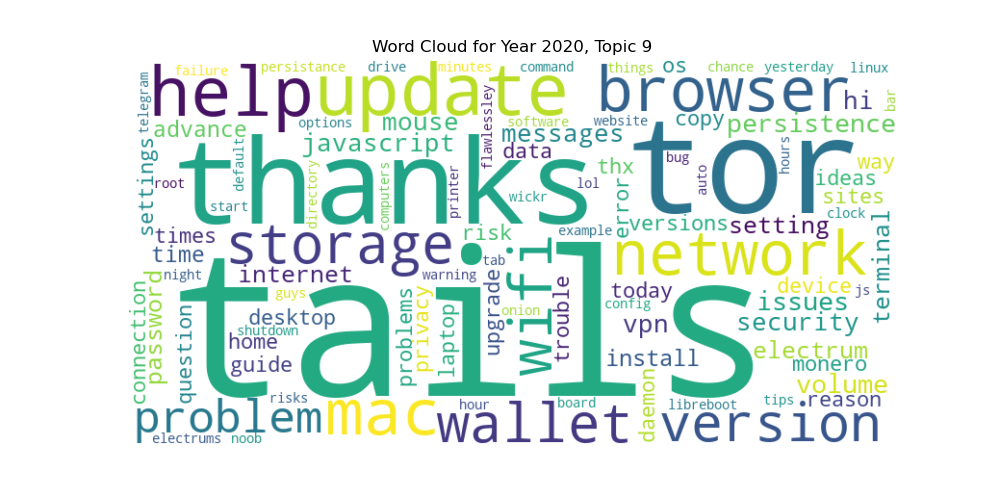 Word Cloud for Year 2020, Topic 9
failure persistance drive minutes command things os chance yesterday linux
telegram help update browser hi bar
advance options mouse flawlessley software website copy persistence
settings javascript messages data thanks tor bug hours way
root default directory computers printer wickr lol thx auto ideas
start error sites
times storage risk example versions setting clock
time tab network terminal
night internet warning wifi trouble today device js
connection password guys tails upgrade onion config issues
question shutdown desktop problems privacy laptop vpn security
home guide install electrum
daemon monero
risks hour board libreboot tips volume reason
problem mac wallet version
electrums noob